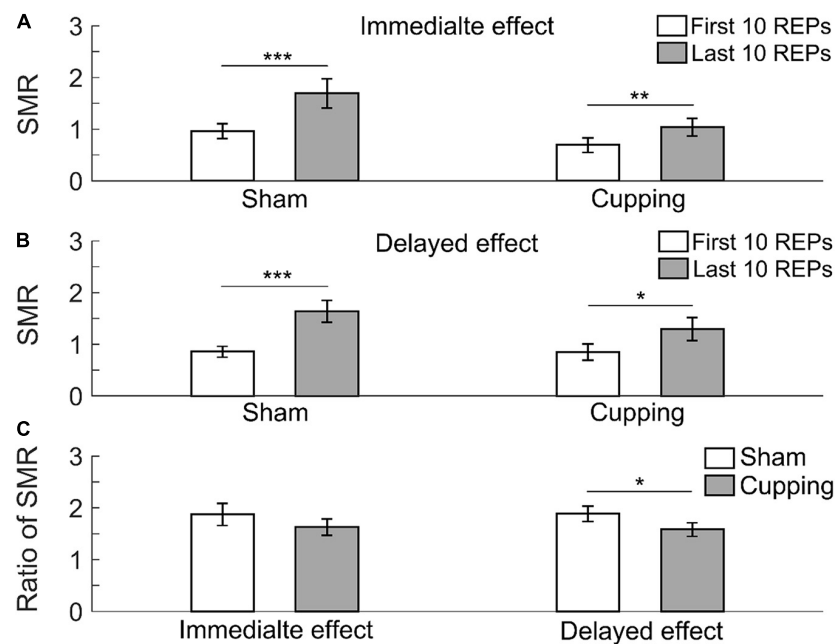 A
3
Immedialte effect
First 10 REPs
Last 10 REPs
***
**
2
SMR
1
0
Sham
Cupping
B
3
Delayed effect
First 10 REPs
Last 10 REPs
***
*
2
SMR
1
0
Sham
Cupping
C
3
Sham
Cupping
*
2
Ratio of SMR
1
0
Immedialte effect
Delayed effect